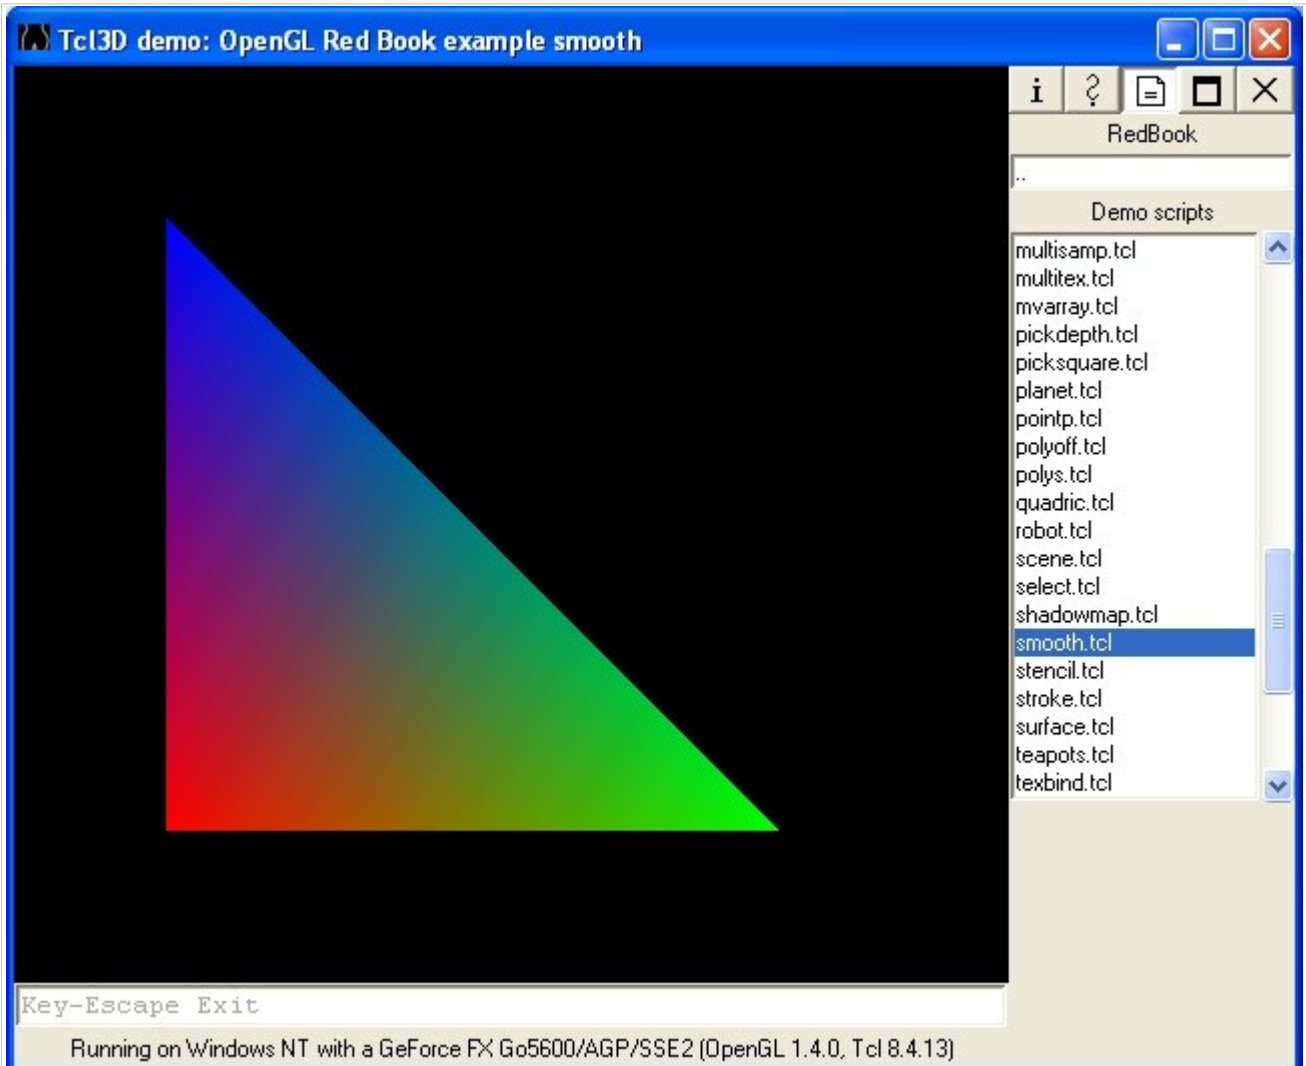 Tcl3D demo: OpenGL Red Book example smooth
i ?
RedBook
..
Demo scripts
multisamp.tcl
multitex.tcl
mvarray.tcl
pickdepth.tcl
picksquare.tcl
planet.tcl
pointp.tcl
polyoff.tcl
polys.tcl
quadric.tcl
robot.tcl
scene.tcl
select.tcl
shadowmap.tcl
smooth.tcl
stencil.tcl
stroke.tcl
surface.tcl
teapots.tcl
texbind.tcl
Key-Escape Exit
Running on Windows NT with a GeForce FX Go5600/AGP/SSE2 (OpenGL 1.4.0, Tcl 8.4.13)